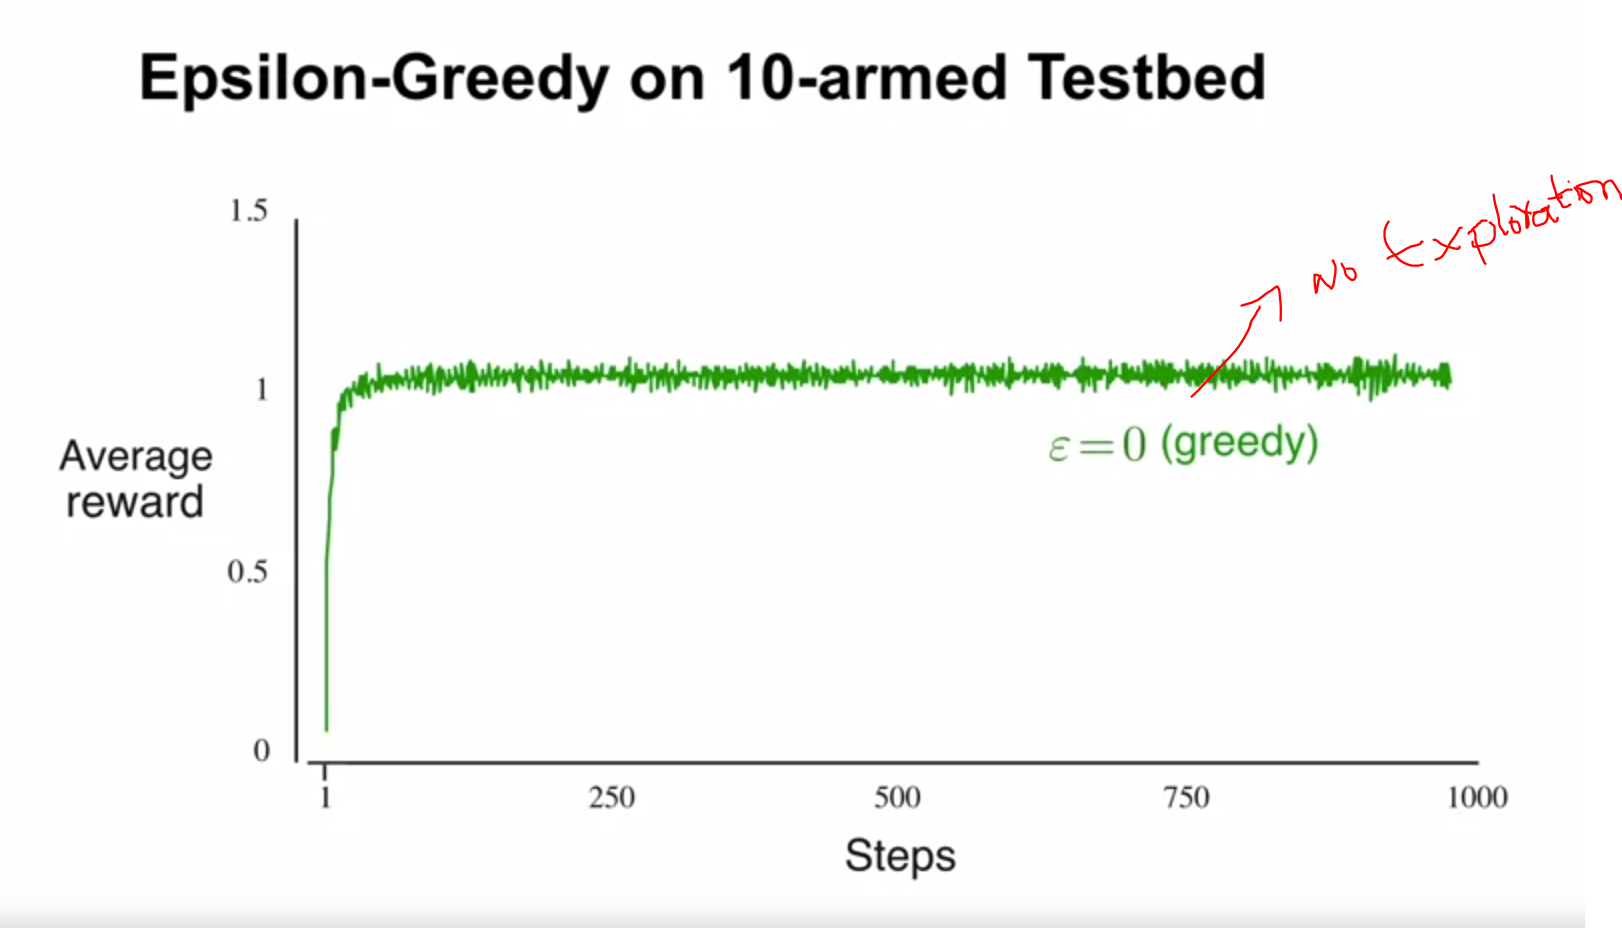 Epsilon-Greedy on 10-armed Testbed
1.5
No Exploration
1
ε=0 (greedy)
Average
reward
0.5
0
1
250
500
750
1000
Steps